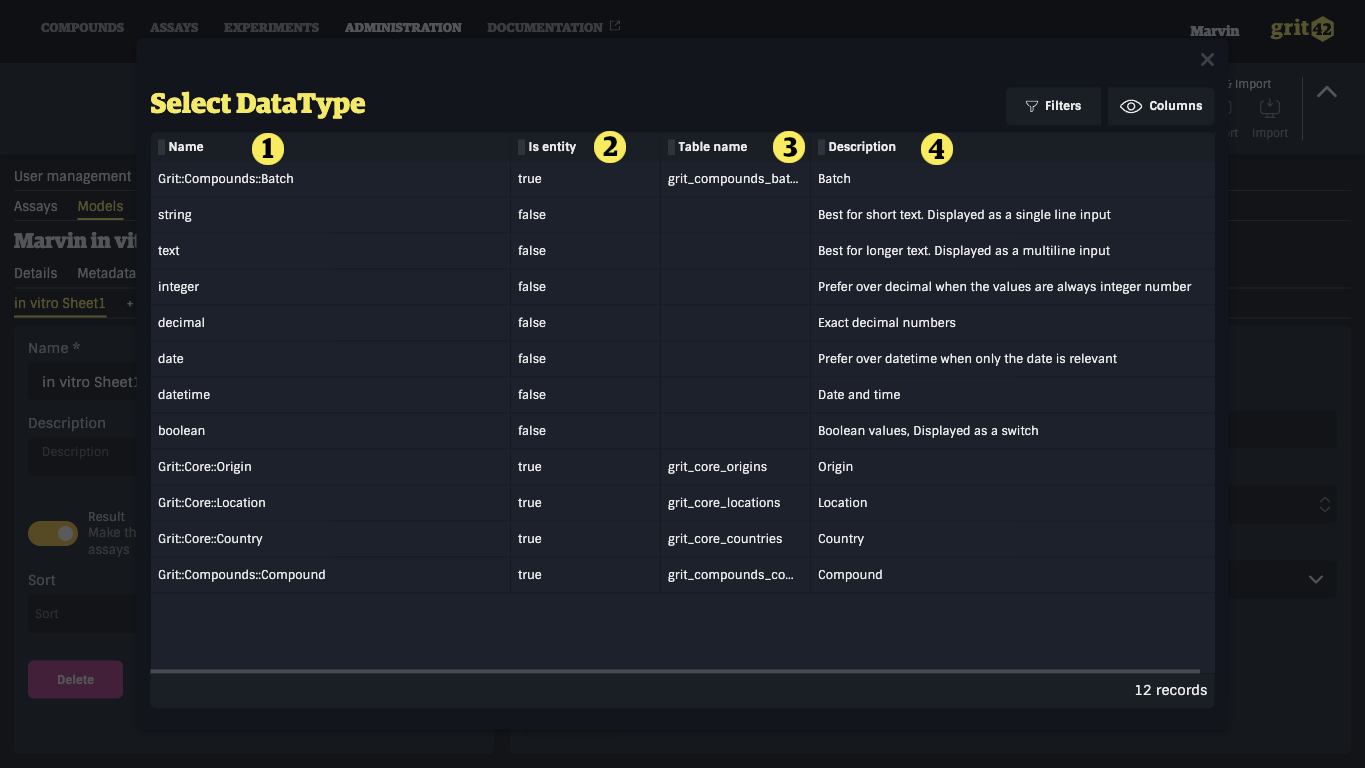 COMPOUNDS ASSAYS EXPERIMENTS ADMINISTRATION DOCUMENTATION Marvin grit42
Import
Select DataType
Filters Columns
Import
Name 1 Is entity 2 Table name 3 Description 4
Grit::Compounds::Batch true grit_compounds_bat... Batch
string false Best for short text. Displayed as a single line input
text false Best for longer text. Displayed as a multiline input
integer false Prefer over decimal when the values are always integer number
decimal false Exact decimal numbers
date false Prefer over datetime when only the date is relevant
datetime false Date and time
boolean false Boolean values, Displayed as a switch
Grit::Core::Origin true grit_core_origins Origin
Grit::Core::Location true grit_core_locations Location
Grit::Core::Country true grit_core_countries Country
Grit::Compounds::Compound true grit_compounds_co... Compound
12 records
User management
Assays Models
Marvin in vit
Details Metadata
in vitro Sheet1 +
Name *
in vitro Sheet1
Description
Description
Result
Make th
assays
Sort
Sort
Delete